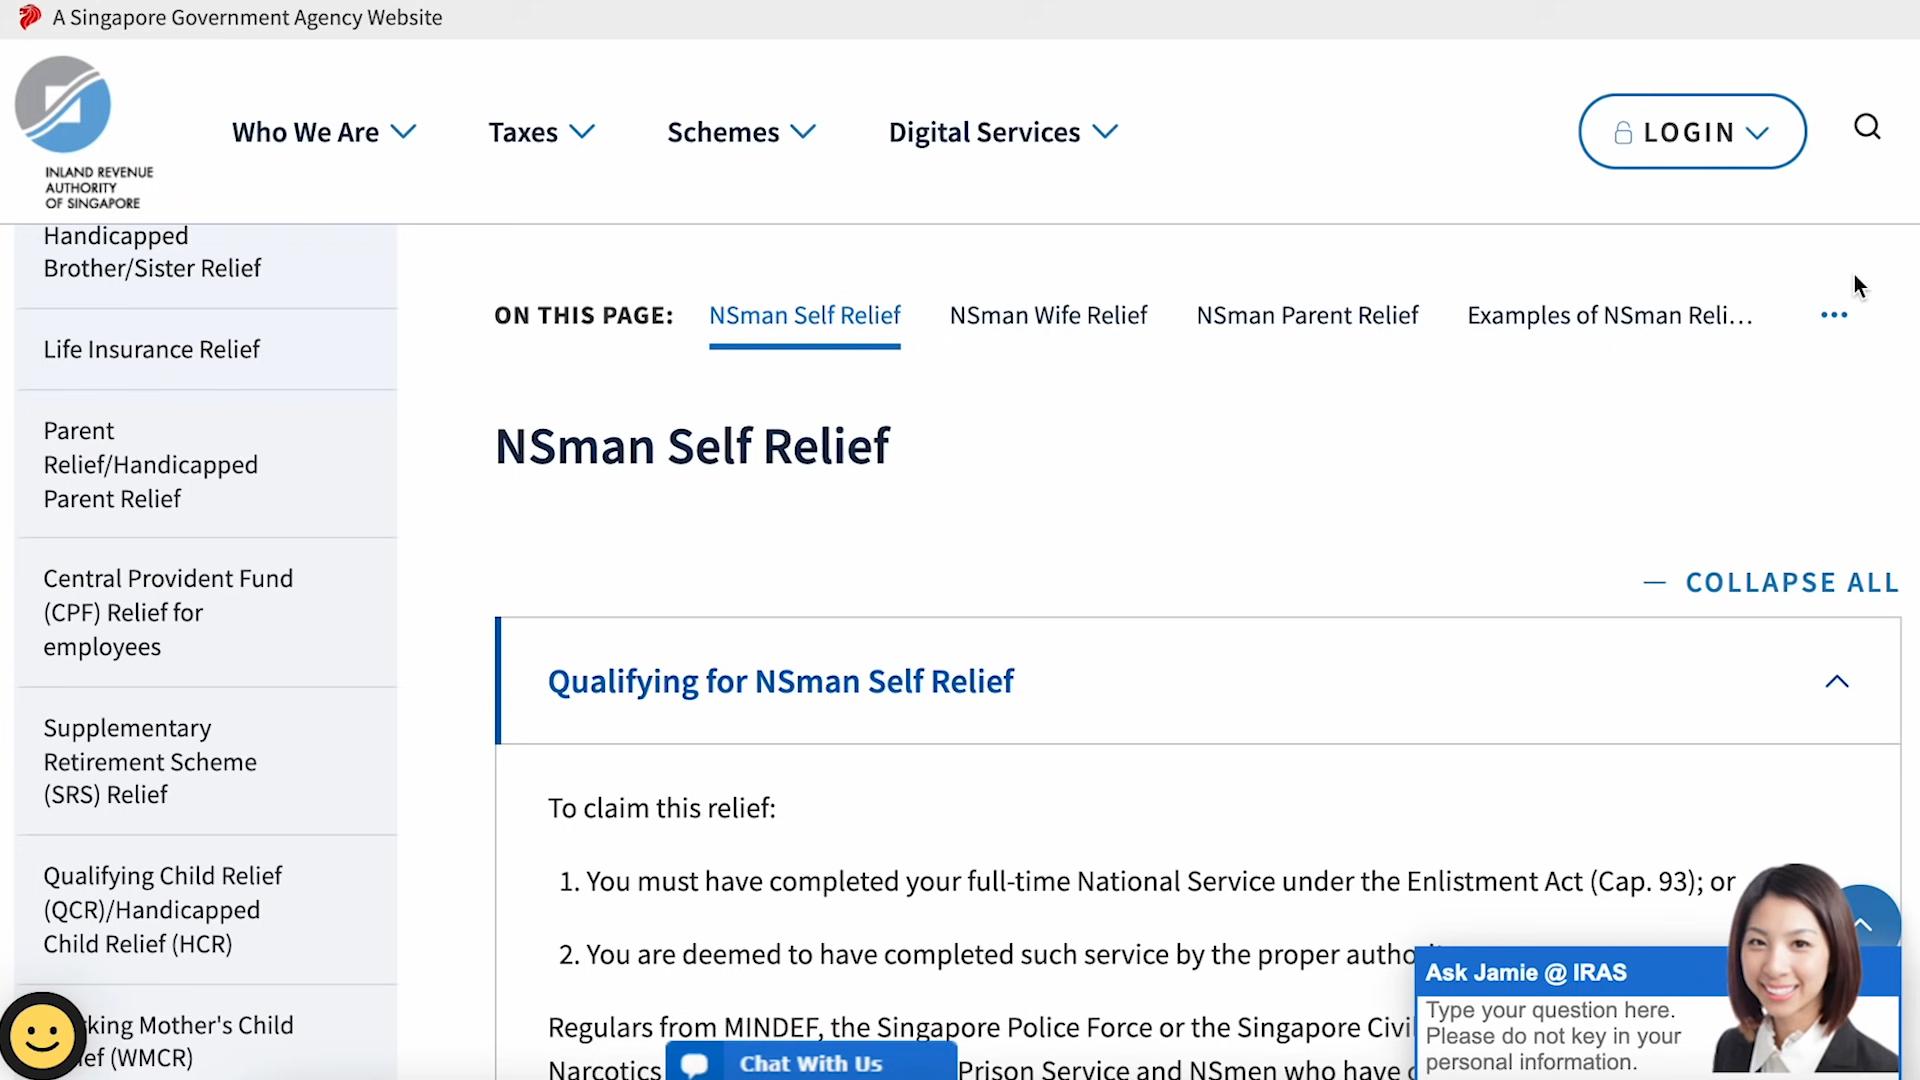 A Singapore Government Agency Website
INLAND REVENUE
AUTHORITY
OF SINGAPORE
Who We Are
Taxes
Schemes
Digital Services
LOGIN
Handicapped
Brother/Sister Relief
Life Insurance Relief
Parent
Relief/Handicapped
Parent Relief
Central Provident Fund
(CPF) Relief for
employees
Supplementary
Retirement Scheme
(SRS) Relief
Qualifying Child Relief
(QCR)/Handicapped
Child Relief (HCR)
Mother's Child
(WMCR)
ON THIS PAGE:
NSman Self Relief
NSman Wife Relief
NSman Parent Relief
Examples of NSman Reli...
NSman Self Relief
— COLLAPSE ALL
Qualifying for NSman Self Relief
To claim this relief:
1. You must have completed your full-time National Service under the Enlistment Act (Cap. 93); or
2. You are deemed to have completed such service by the proper
Regulars from MINDEF, the Singapore Police Force or the Singapore
Narcotics Prison Service and NSmen who have
Chat With Us
Ask Jamie @ IRAS
Type your question here.
Please do not key in your
personal information.